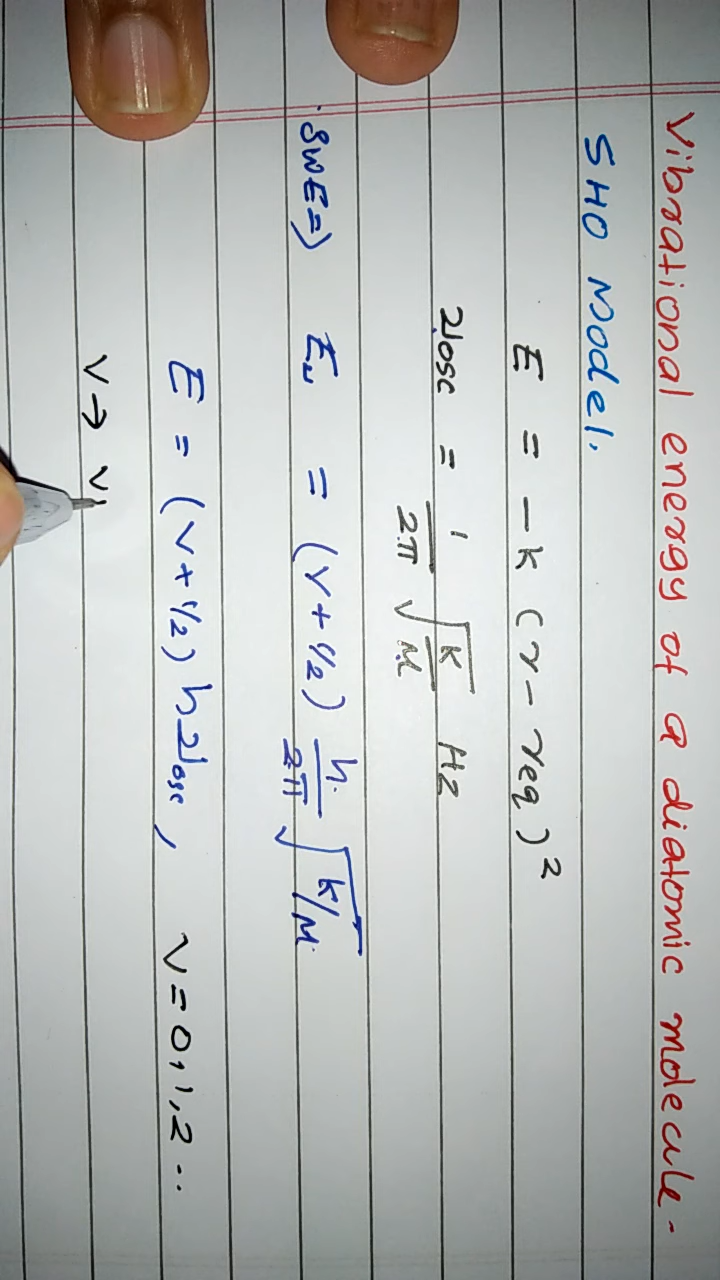 Vibrational energy of a diatomic molecule-
SHO Model.
E = -k (r - req)²
νosc = 1/2π √k/μ Hz
SWE ⇒ Ev = (v + 1/2) h/2π √k/μ
E = (v + 1/2) hνosc, v = 0, 1, 2 ..
v →